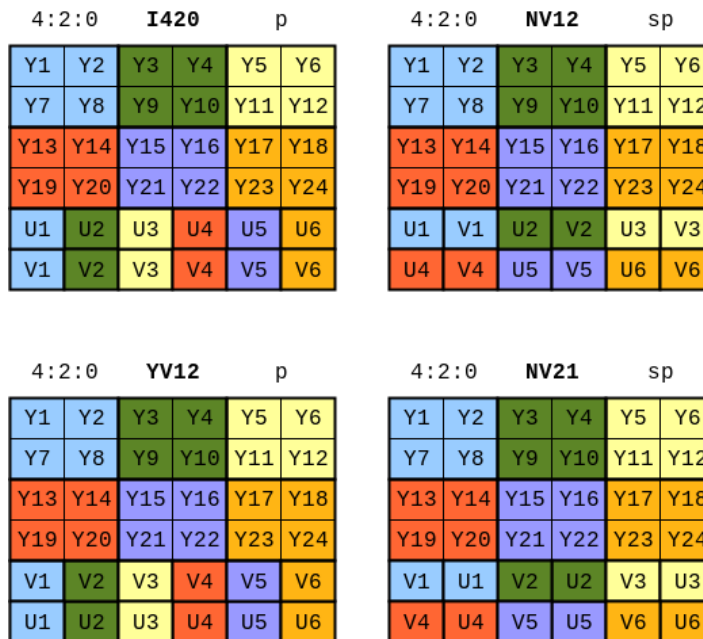 4:2:0 I420 p
Y1 Y2 Y3 Y4 Y5 Y6
Y7 Y8 Y9 Y10 Y11 Y12
Y13 Y14 Y15 Y16 Y17 Y18
Y19 Y20 Y21 Y22 Y23 Y24
U1 U2 U3 U4 U5 U6
V1 V2 V3 V4 V5 V6
4:2:0 NV12 sp
Y1 Y2 Y3 Y4 Y5 Y6
Y7 Y8 Y9 Y10 Y11 Y12
Y13 Y14 Y15 Y16 Y17 Y18
Y19 Y20 Y21 Y22 Y23 Y24
U1 V1 U2 V2 U3 V3
U4 V4 U5 V5 U6 V6
4:2:0 YV12 p
Y1 Y2 Y3 Y4 Y5 Y6
Y7 Y8 Y9 Y10 Y11 Y12
Y13 Y14 Y15 Y16 Y17 Y18
Y19 Y20 Y21 Y22 Y23 Y24
V1 V2 V3 V4 V5 V6
U1 U2 U3 U4 U5 U6
4:2:0 NV21 sp
Y1 Y2 Y3 Y4 Y5 Y6
Y7 Y8 Y9 Y10 Y11 Y12
Y13 Y14 Y15 Y16 Y17 Y18
Y19 Y20 Y21 Y22 Y23 Y24
V1 U1 V2 U2 V3 U3
V4 U4 V5 U5 V6 U6